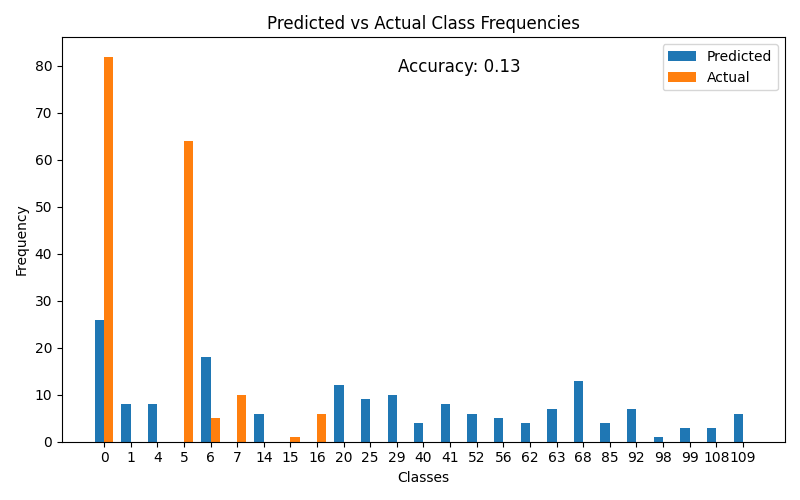 Predicted vs Actual Class Frequencies
Accuracy: 0.13
Predicted
Actual
Frequency
80
70
60
50
40
30
20
10
0
0 1 4 5 6 7 14 15 16 20 25 29 40 41 52 56 62 63 68 85 92 98 99 108 109
Classes